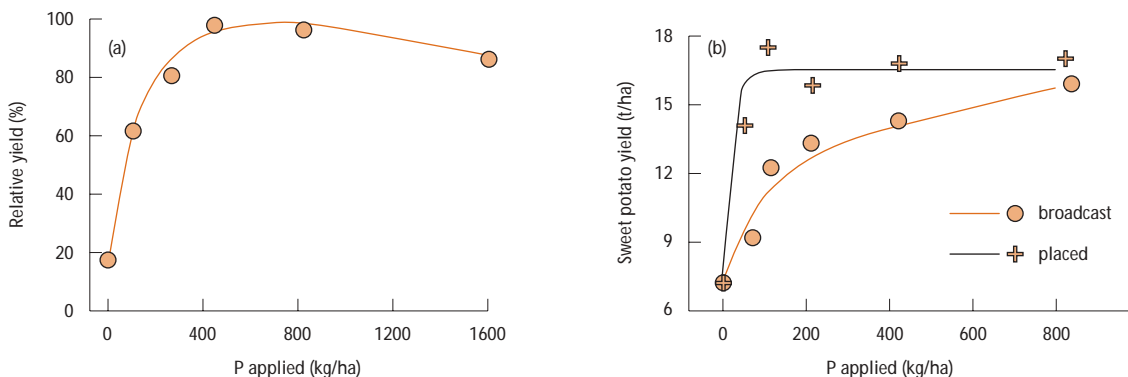 (a)
Relative yield (%)
100
80
60
40
20
0
0 400 800 1200 1600
P applied (kg/ha)
(b)
Sweet potato yield (t/ha)
18
15
12
9
6
0 200 400 600 800
P applied (kg/ha)
broadcast
placed